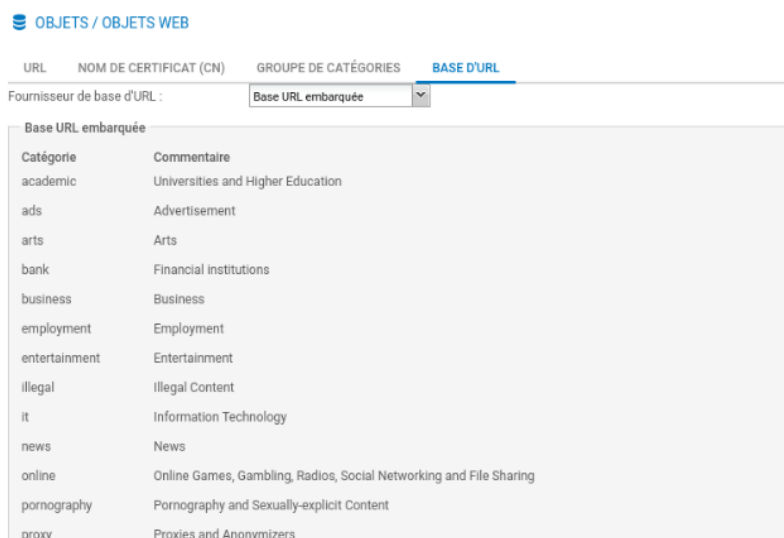 OBJETS / OBJETS WEB
URL NOM DE CERTIFICAT (CN) GROUPE DE CATÉGORIES BASE D'URL
Fournisseur de base d'URL : Base URL embarquée
Base URL embarquée
Catégorie Commentaire
academic Universities and Higher Education
ads Advertisement
arts Arts
bank Financial institutions
business Business
employment Employment
entertainment Entertainment
illegal Illegal Content
it Information Technology
news News
online Online Games, Gambling, Radios, Social Networking and File Sharing
pornography Pornography and Sexually-explicit Content
proxy Proxies and Anonymizers